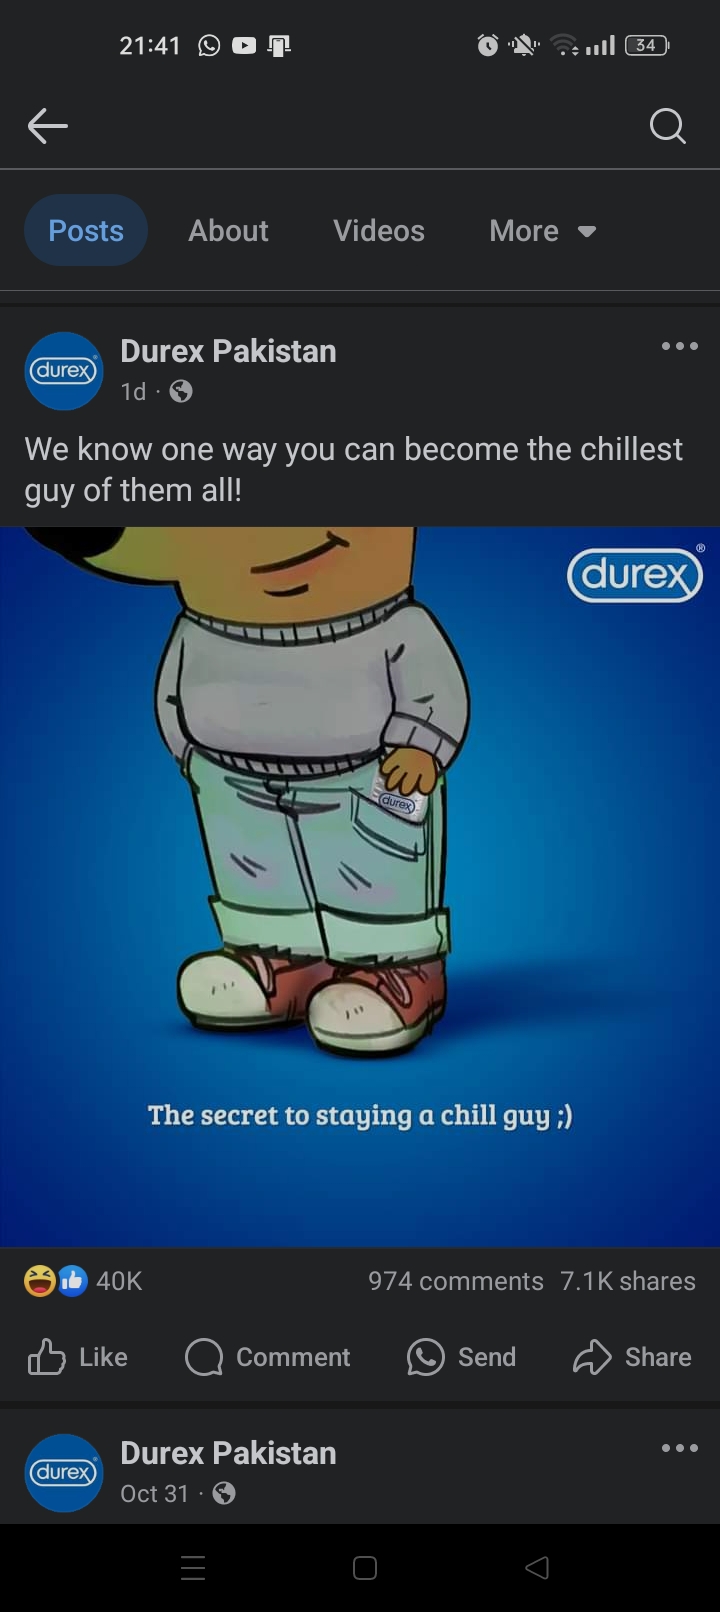 21:41
34
Posts About Videos More
durex
Durex Pakistan
1d ·
We know one way you can become the chillest
guy of them all!
durex®
durex
The secret to staying a chill guy ;)
40K 974 comments 7.1K shares
Like Comment Send Share
durex
Durex Pakistan
Oct 31 ·